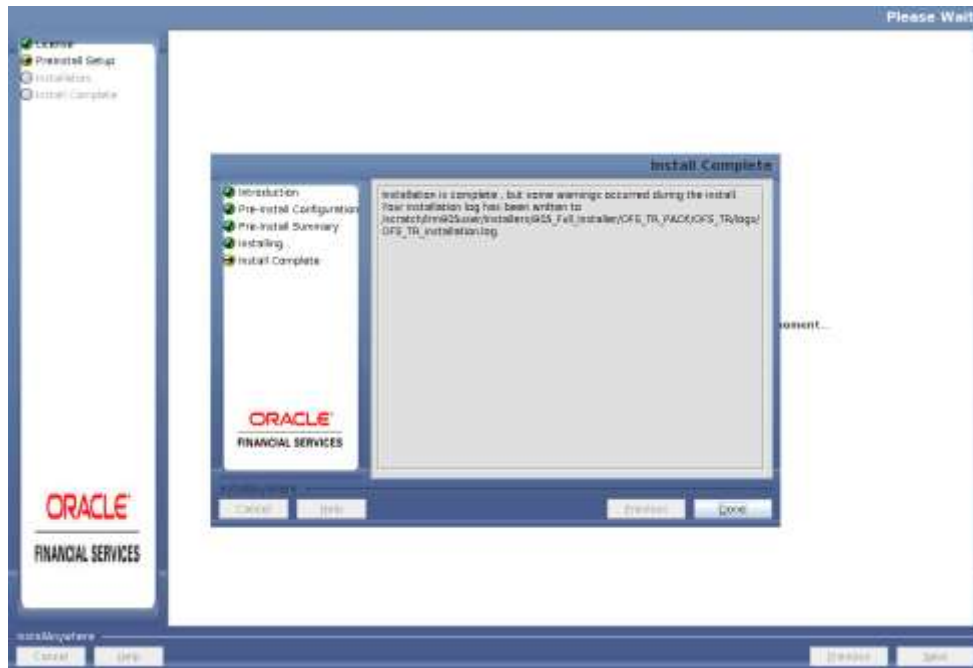 Please Wait
License
Preinstall Setup
Installation
Install Complete
Install Complete
Introduction
Pre-Install Configuration
Pre-Install Summary
Installing
Install Complete
Installation is complete , but some warnings occurred during the install.
Your installation log has been written to
OFS_TR_installation.log
oment...
ORACLE
FINANCIAL SERVICES
InstallAnywhere
Cancel Help Previous Done
ORACLE
FINANCIAL SERVICES
InstallAnywhere
Cancel Help Previous